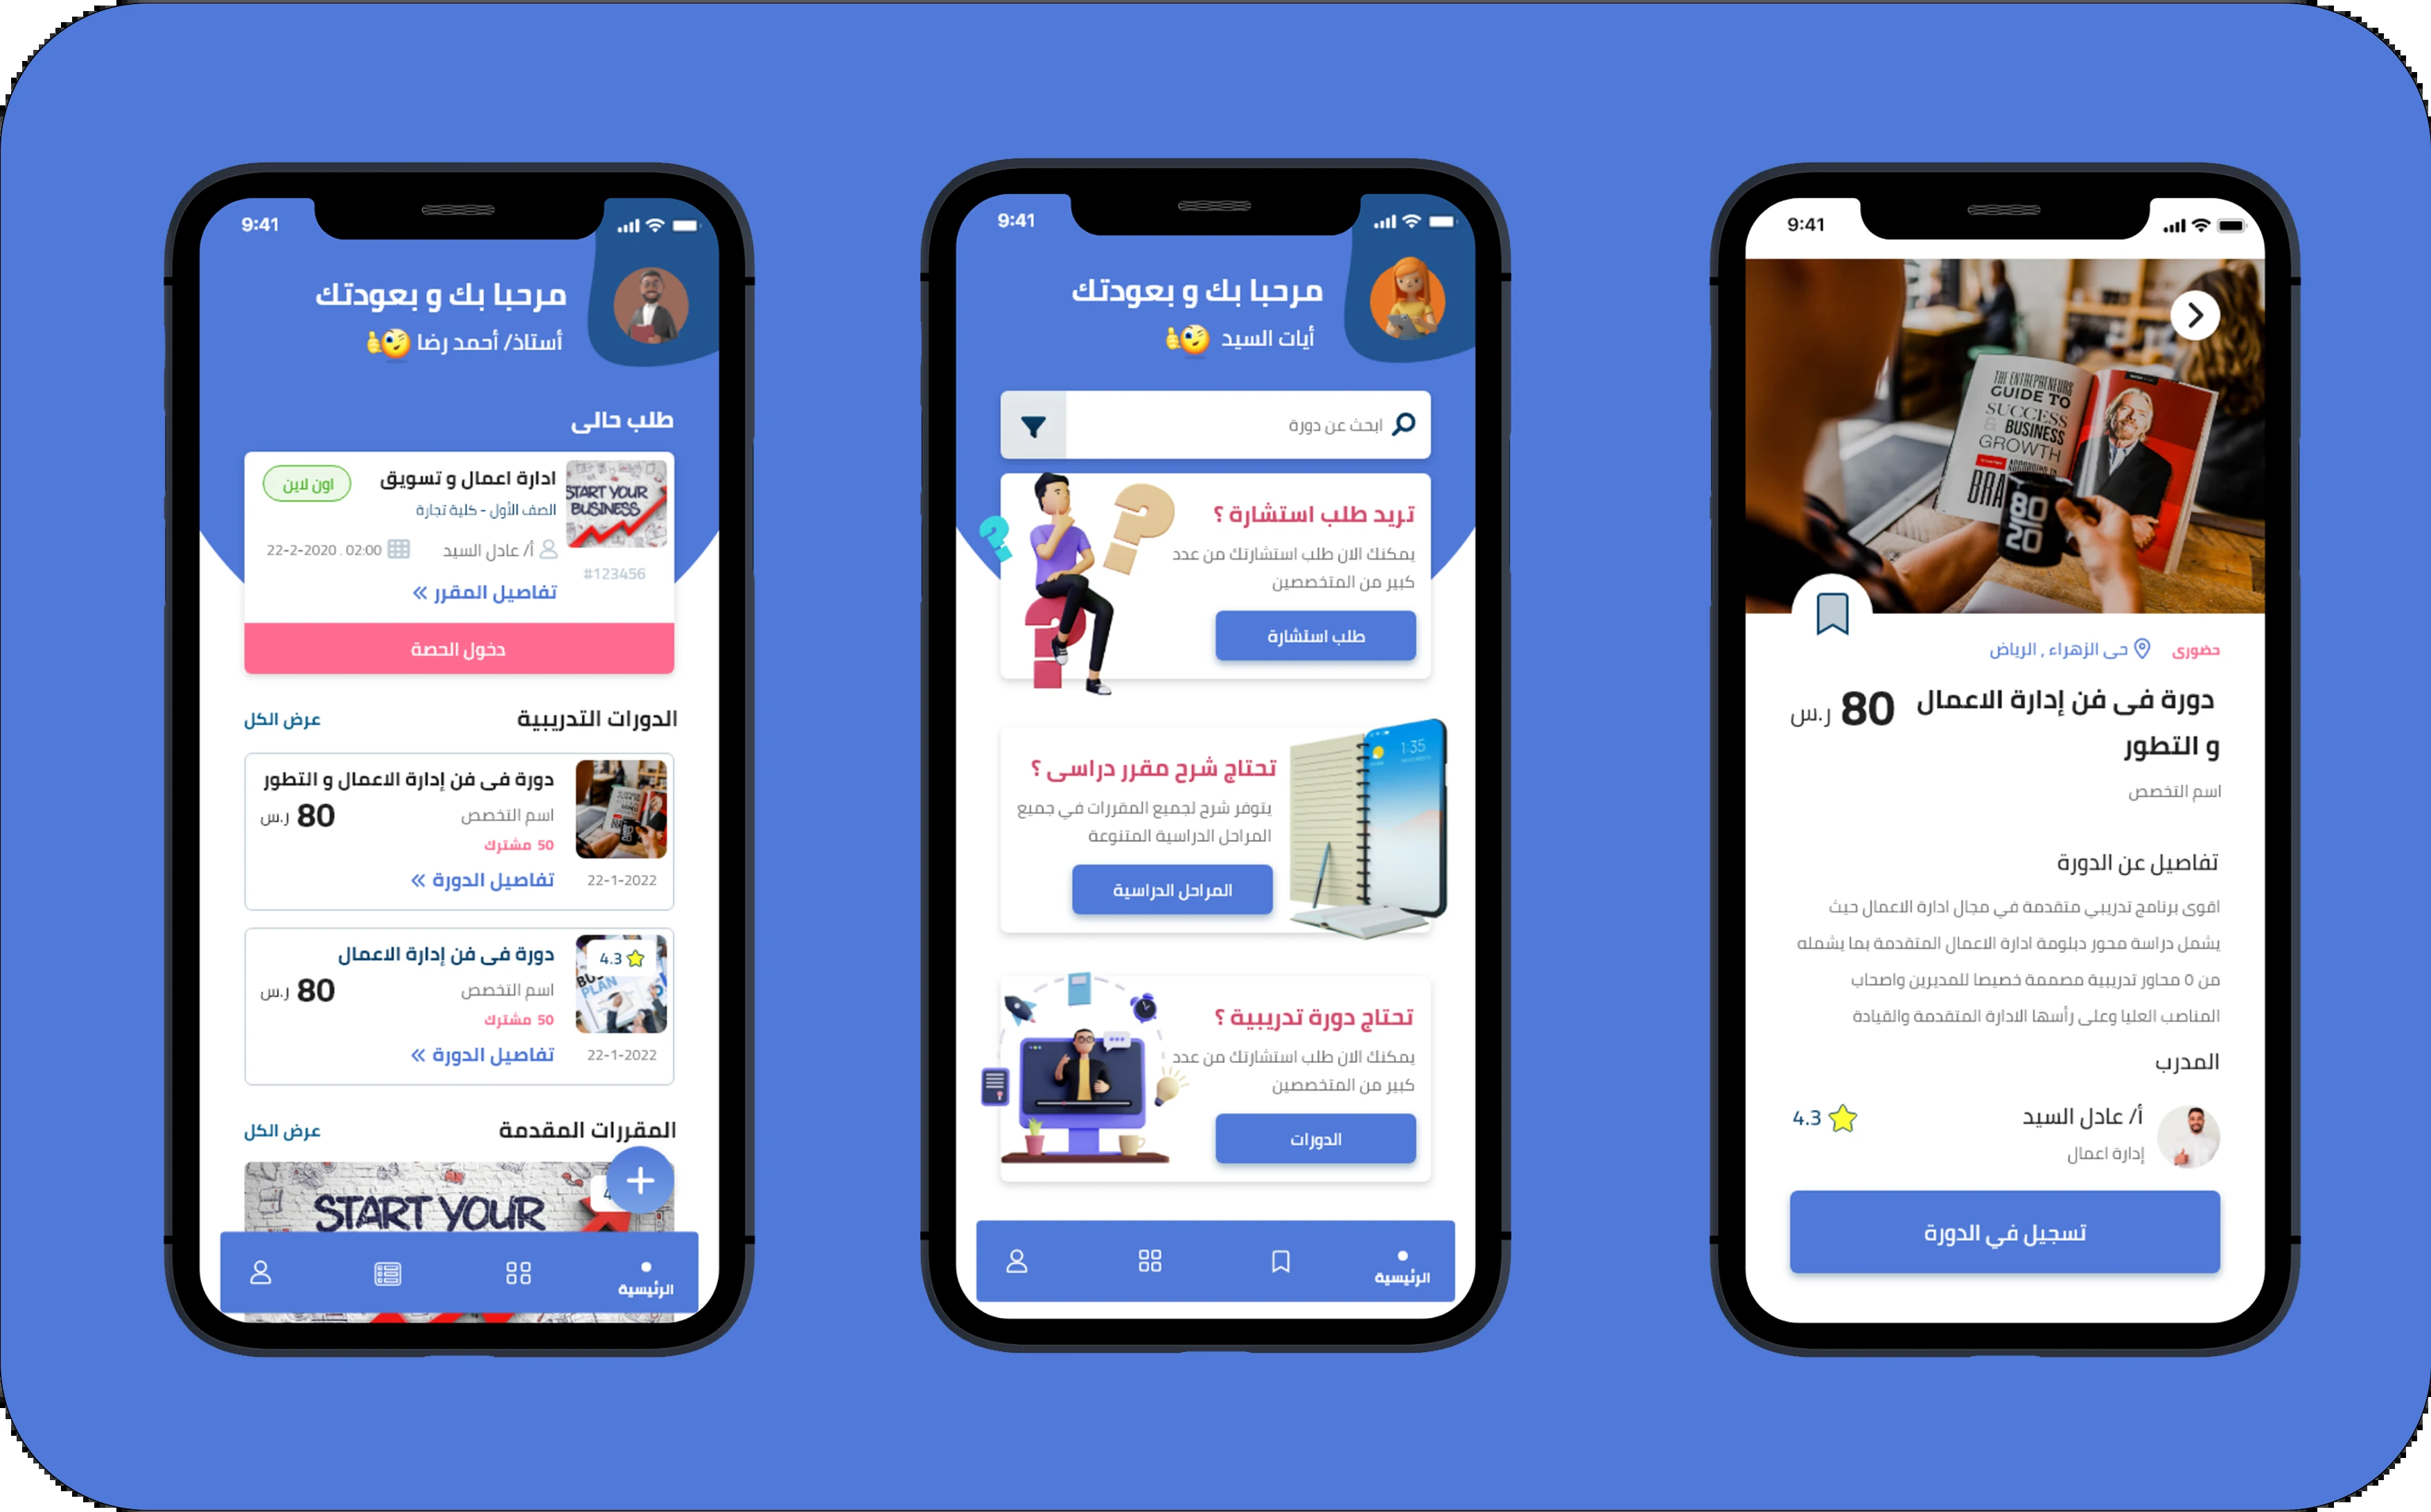 9:41
مرحبا بك و بعودتك
أستاذ/ أحمد رضا
طلب حالى
ادارة اعمال و تسويق
اون لاين
الصف الأول - كلية تجارة
START YOUR
BUSINESS
أ/ عادل السيد
22-2-2020 . 02:00
#123456
تفاصيل المقرر
دخول الحصة
الدورات التدريبية
عرض الكل
دورة فى فن إدارة الاعمال و التطور
اسم التخصص
80 ر.س
50 مشترك
22-1-2022
تفاصيل الدورة
دورة فى فن إدارة الاعمال
4.3
PLAN
اسم التخصص
80 ر.س
50 مشترك
22-1-2022
تفاصيل الدورة
المقررات المقدمة
عرض الكل
START YOUR
الرئيسية
9:41
مرحبا بك و بعودتك
أيات السيد
ابحث عن دورة
تريد طلب استشارة ؟
يمكنك الان طلب استشارتك من عدد
كبير من المتخصصين
طلب استشارة
تحتاج شرح مقرر دراسى ؟
1:35
يتوفر شرح لجميع المقررات في جميع
المراحل الدراسية المتنوعة
المراحل الدراسية
تحتاج دورة تدريبية ؟
يمكنك الان طلب استشارتك من عدد
كبير من المتخصصين
الدورات
الرئيسية
9:41
THE ENTREPRENEURS
GUIDE TO
SUCCESS
& BUSINESS
GROWTH
ACCORDING TO
BRA
80
20
حضورى
حى الزهراء , الرياض
دورة فى فن إدارة الاعمال
80 ر.س
و التطور
اسم التخصص
تفاصيل عن الدورة
اقوى برنامج تدريبي متقدمة في مجال ادارة الاعمال حيث
يشمل دراسة محور دبلومة ادارة الاعمال المتقدمة بما يشمله
من ٥ محاور تدريبية مصممة خصيصا للمديرين واصحاب
المناصب العليا وعلى رأسها الادارة المتقدمة والقيادة
المدرب
أ/ عادل السيد
4.3
إدارة اعمال
تسجيل في الدورة